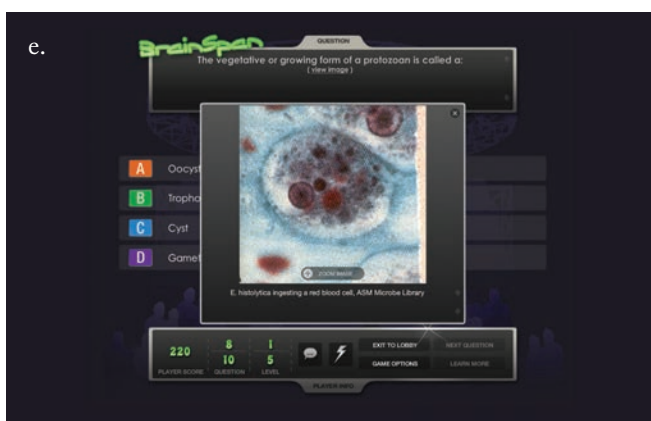 e.
BrainSpan
QUESTION
The vegetative or growing form of a protozoan is called a:
( view image )
A Oocyst
B Tropho
C Cyst
D Gamet
ZOOM IMAGE
E. histolytica ingesting a red blood cell, ASM Microbe Library
220
PLAYER SCORE
8
10
QUESTION
1
5
LEVEL
EXIT TO LOBBY
NEXT QUESTION
GAME OPTIONS
LEARN MORE
PLAYER INFO